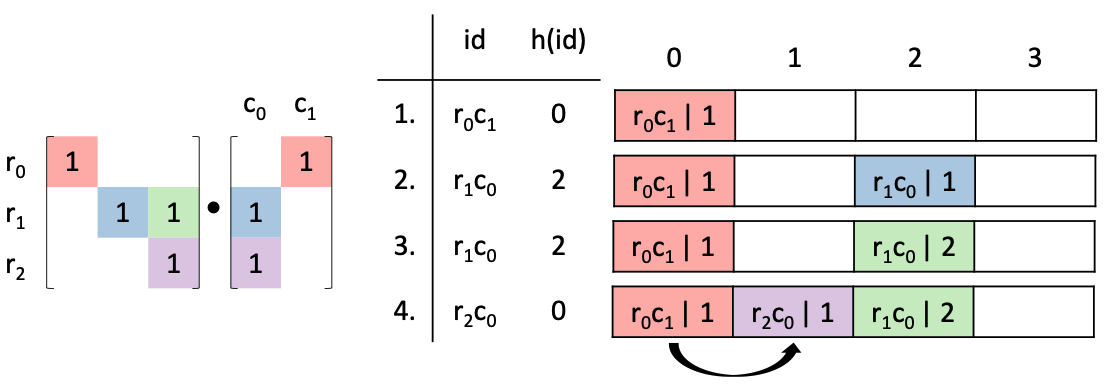 id h(id)
0 1 2 3
c₀ c₁
1. r₀c₁ 0 r₀c₁ | 1
r₀ 1 1
2. r₁c₀ 2 r₀c₁ | 1 r₁c₀ | 1
r₁ 1 1 • 1
3. r₁c₀ 2 r₀c₁ | 1 r₁c₀ | 2
r₂ 1 1
4. r₂c₀ 0 r₀c₁ | 1 r₂c₀ | 1 r₁c₀ | 2